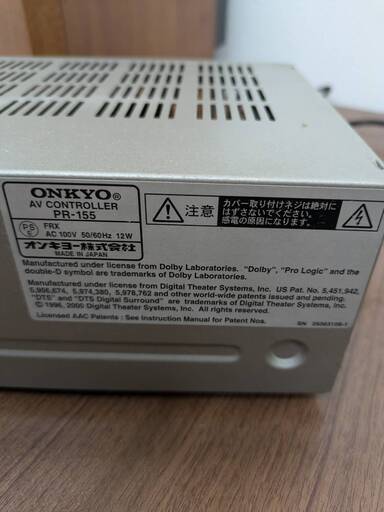 ONKYO®
AV CONTROLLER
PR-155
PS
E
FRX
AC 100V 50/60Hz 12W
オンキヨー株式会社
MADE IN JAPAN
注意
カバー取り付けネジは絶対に
はずさないでください。
感電の原因になります。
Manufactured under license from Dolby Laboratories. "Dolby", "Pro Logic" and the
double-D symbol are trademarks of Dolby Laboratories.
Manufactured under license from Digital Theater Systems, Inc. US Pat. No. 5,451,942,
5,956,674, 5,974,380, 5,978,762 and other world-wide patents issued and pending.
"DTS" and "DTS Digital Surround" are trademarks of Digital Theater Systems, Inc.
© 1996, 2000 Digital Theater Systems, Inc. All rights reserved.
Licensed AAC Patents : See Instruction Manual for Patent Nos.
SN